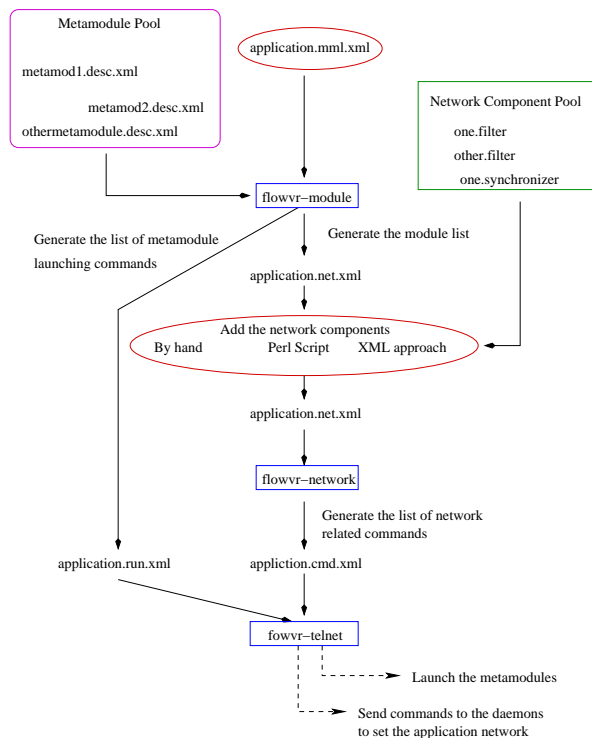 Metamodule Pool
application.mml.xml
metamod1.desc.xml
metamod2.desc.xml
othermetamodule.desc.xml
Network Component Pool
one.filter
other.filter
one.synchronizer
flowvr-module
Generate the list of metamodule
launching commands
Generate the module list
application.net.xml
Add the network components
By hand
Perl Script
XML approach
application.net.xml
flowvr-network
Generate the list of network
related commands
application.run.xml
appliction.cmd.xml
fowvr-telnet
Launch the metamodules
Send commands to the daemons
to set the application network